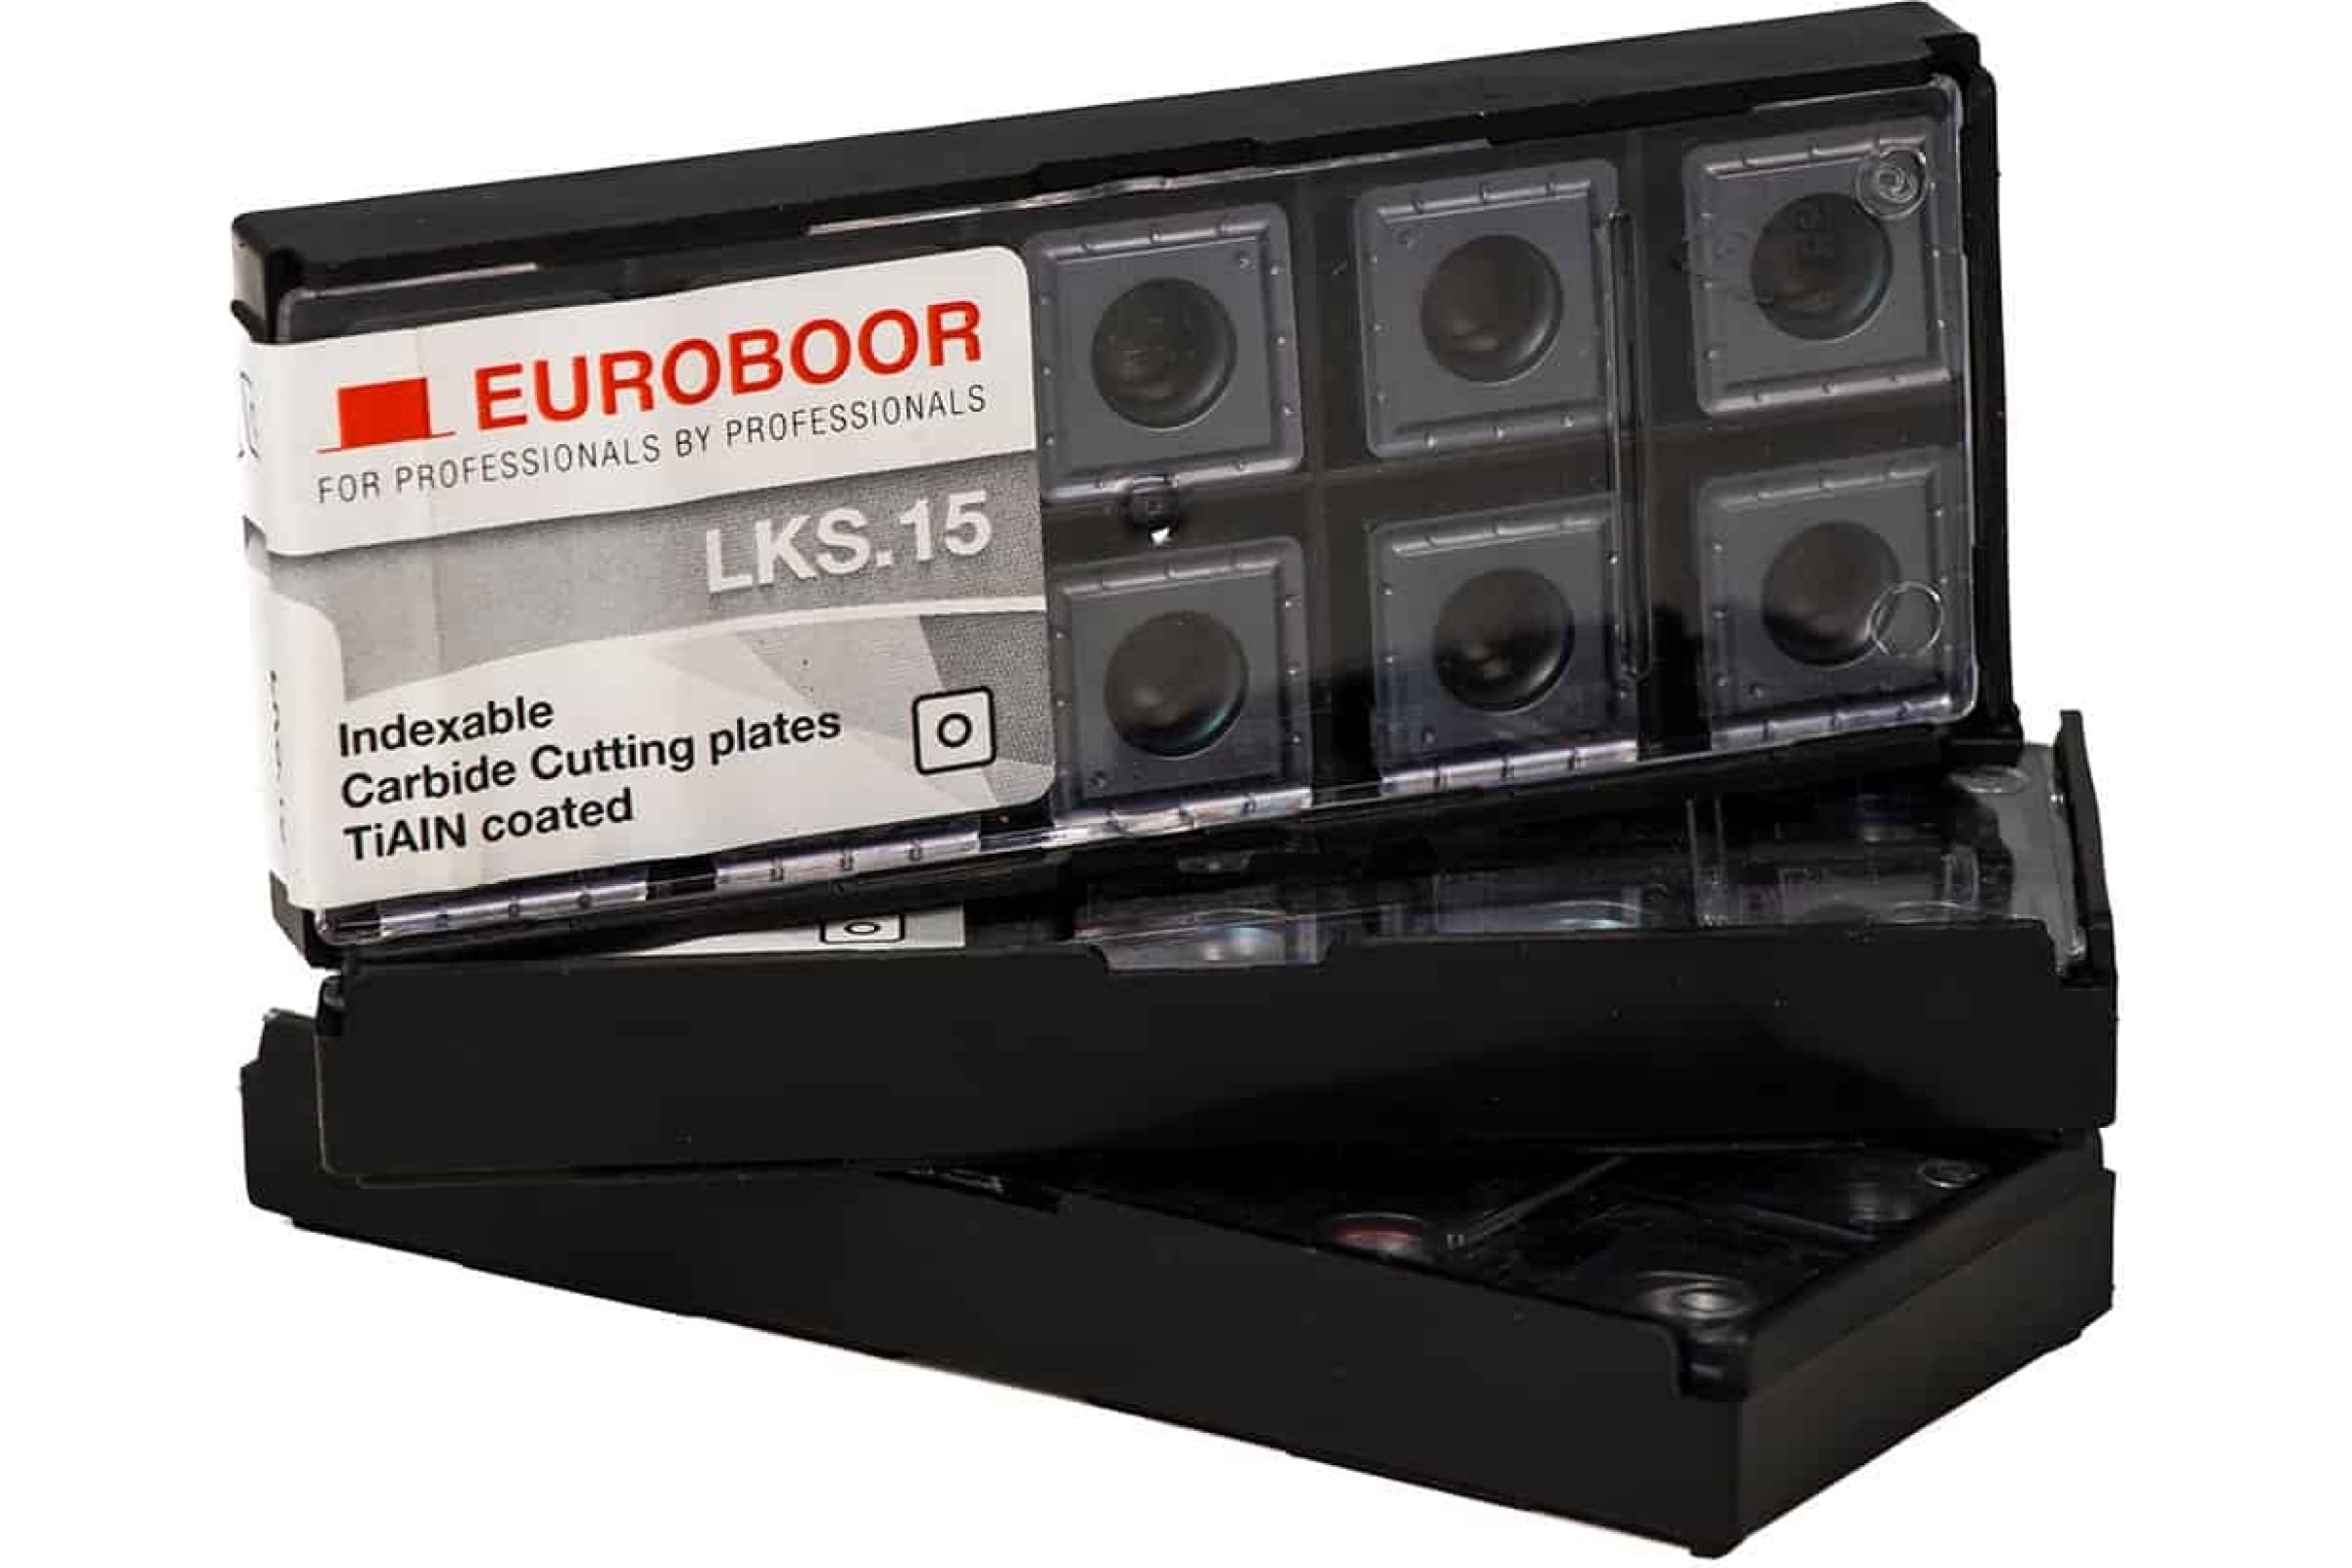 EUROBOOR
FOR PROFESSIONALS BY PROFESSIONALS
LKS.15
Indexable
Carbide Cutting plates
TiAIN coated